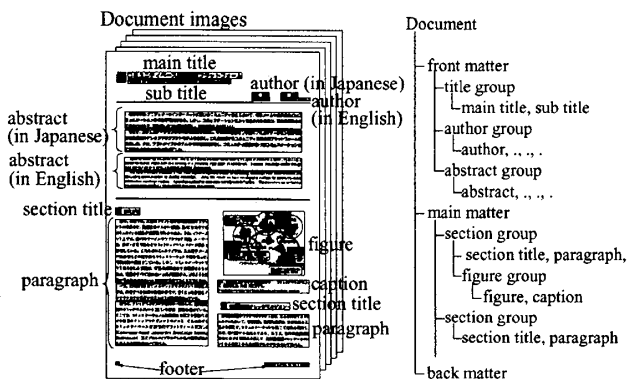 Document images
main title
sub title
author (in Japanese)
author
(in English)
abstract
(in Japanese)
abstract
(in English)
section title
figure
paragraph
caption
section title
paragraph
footer
Document
front matter
title group
main title, sub title
author group
author, ., ., .
abstract group
abstract, ., ., .
main matter
section group
section title, paragraph,
figure group
figure, caption
section group
section title, paragraph
back matter